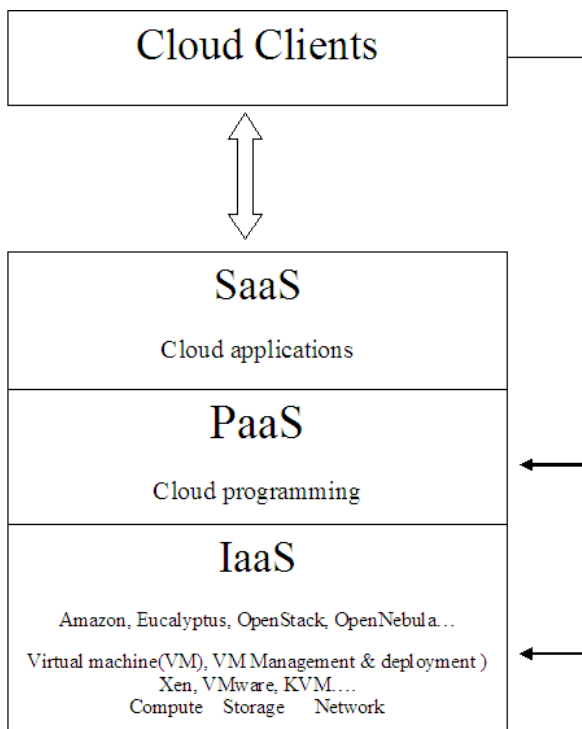 Cloud Clients
SaaS
Cloud applications
PaaS
Cloud programming
IaaS
Amazon, Eucalyptus, OpenStack, OpenNebula…
Virtual machine(VM), VM Management & deployment )
Xen, VMware, KVM….
Compute Storage Network